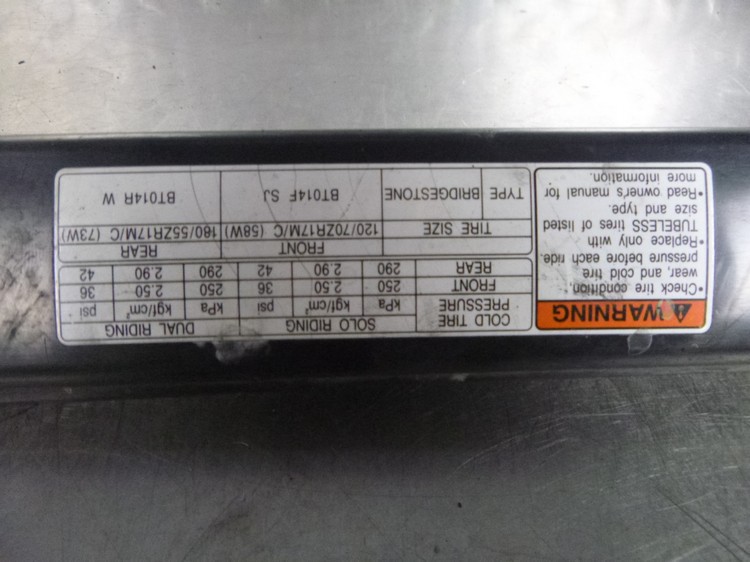 ⚠WARNING
•Check tire condition,
wear, and cold tire
pressure before each ride.
•Replace only with
TUBELESS tires of listed
size and type.
•Read owner's manual for
more information.
COLD TIRE PRESSURE SOLO RIDING DUAL RIDING
kPa kgf/cm² psi kPa kgf/cm² psi
FRONT 250 2.50 36 250 2.50 36
REAR 290 2.90 42 290 2.90 42
FRONT REAR
TIRE SIZE 120/70ZR17M/C (58W) 180/55ZR17M/C (73W)
TYPE BRIDGESTONE BT014F SJ BT014R W